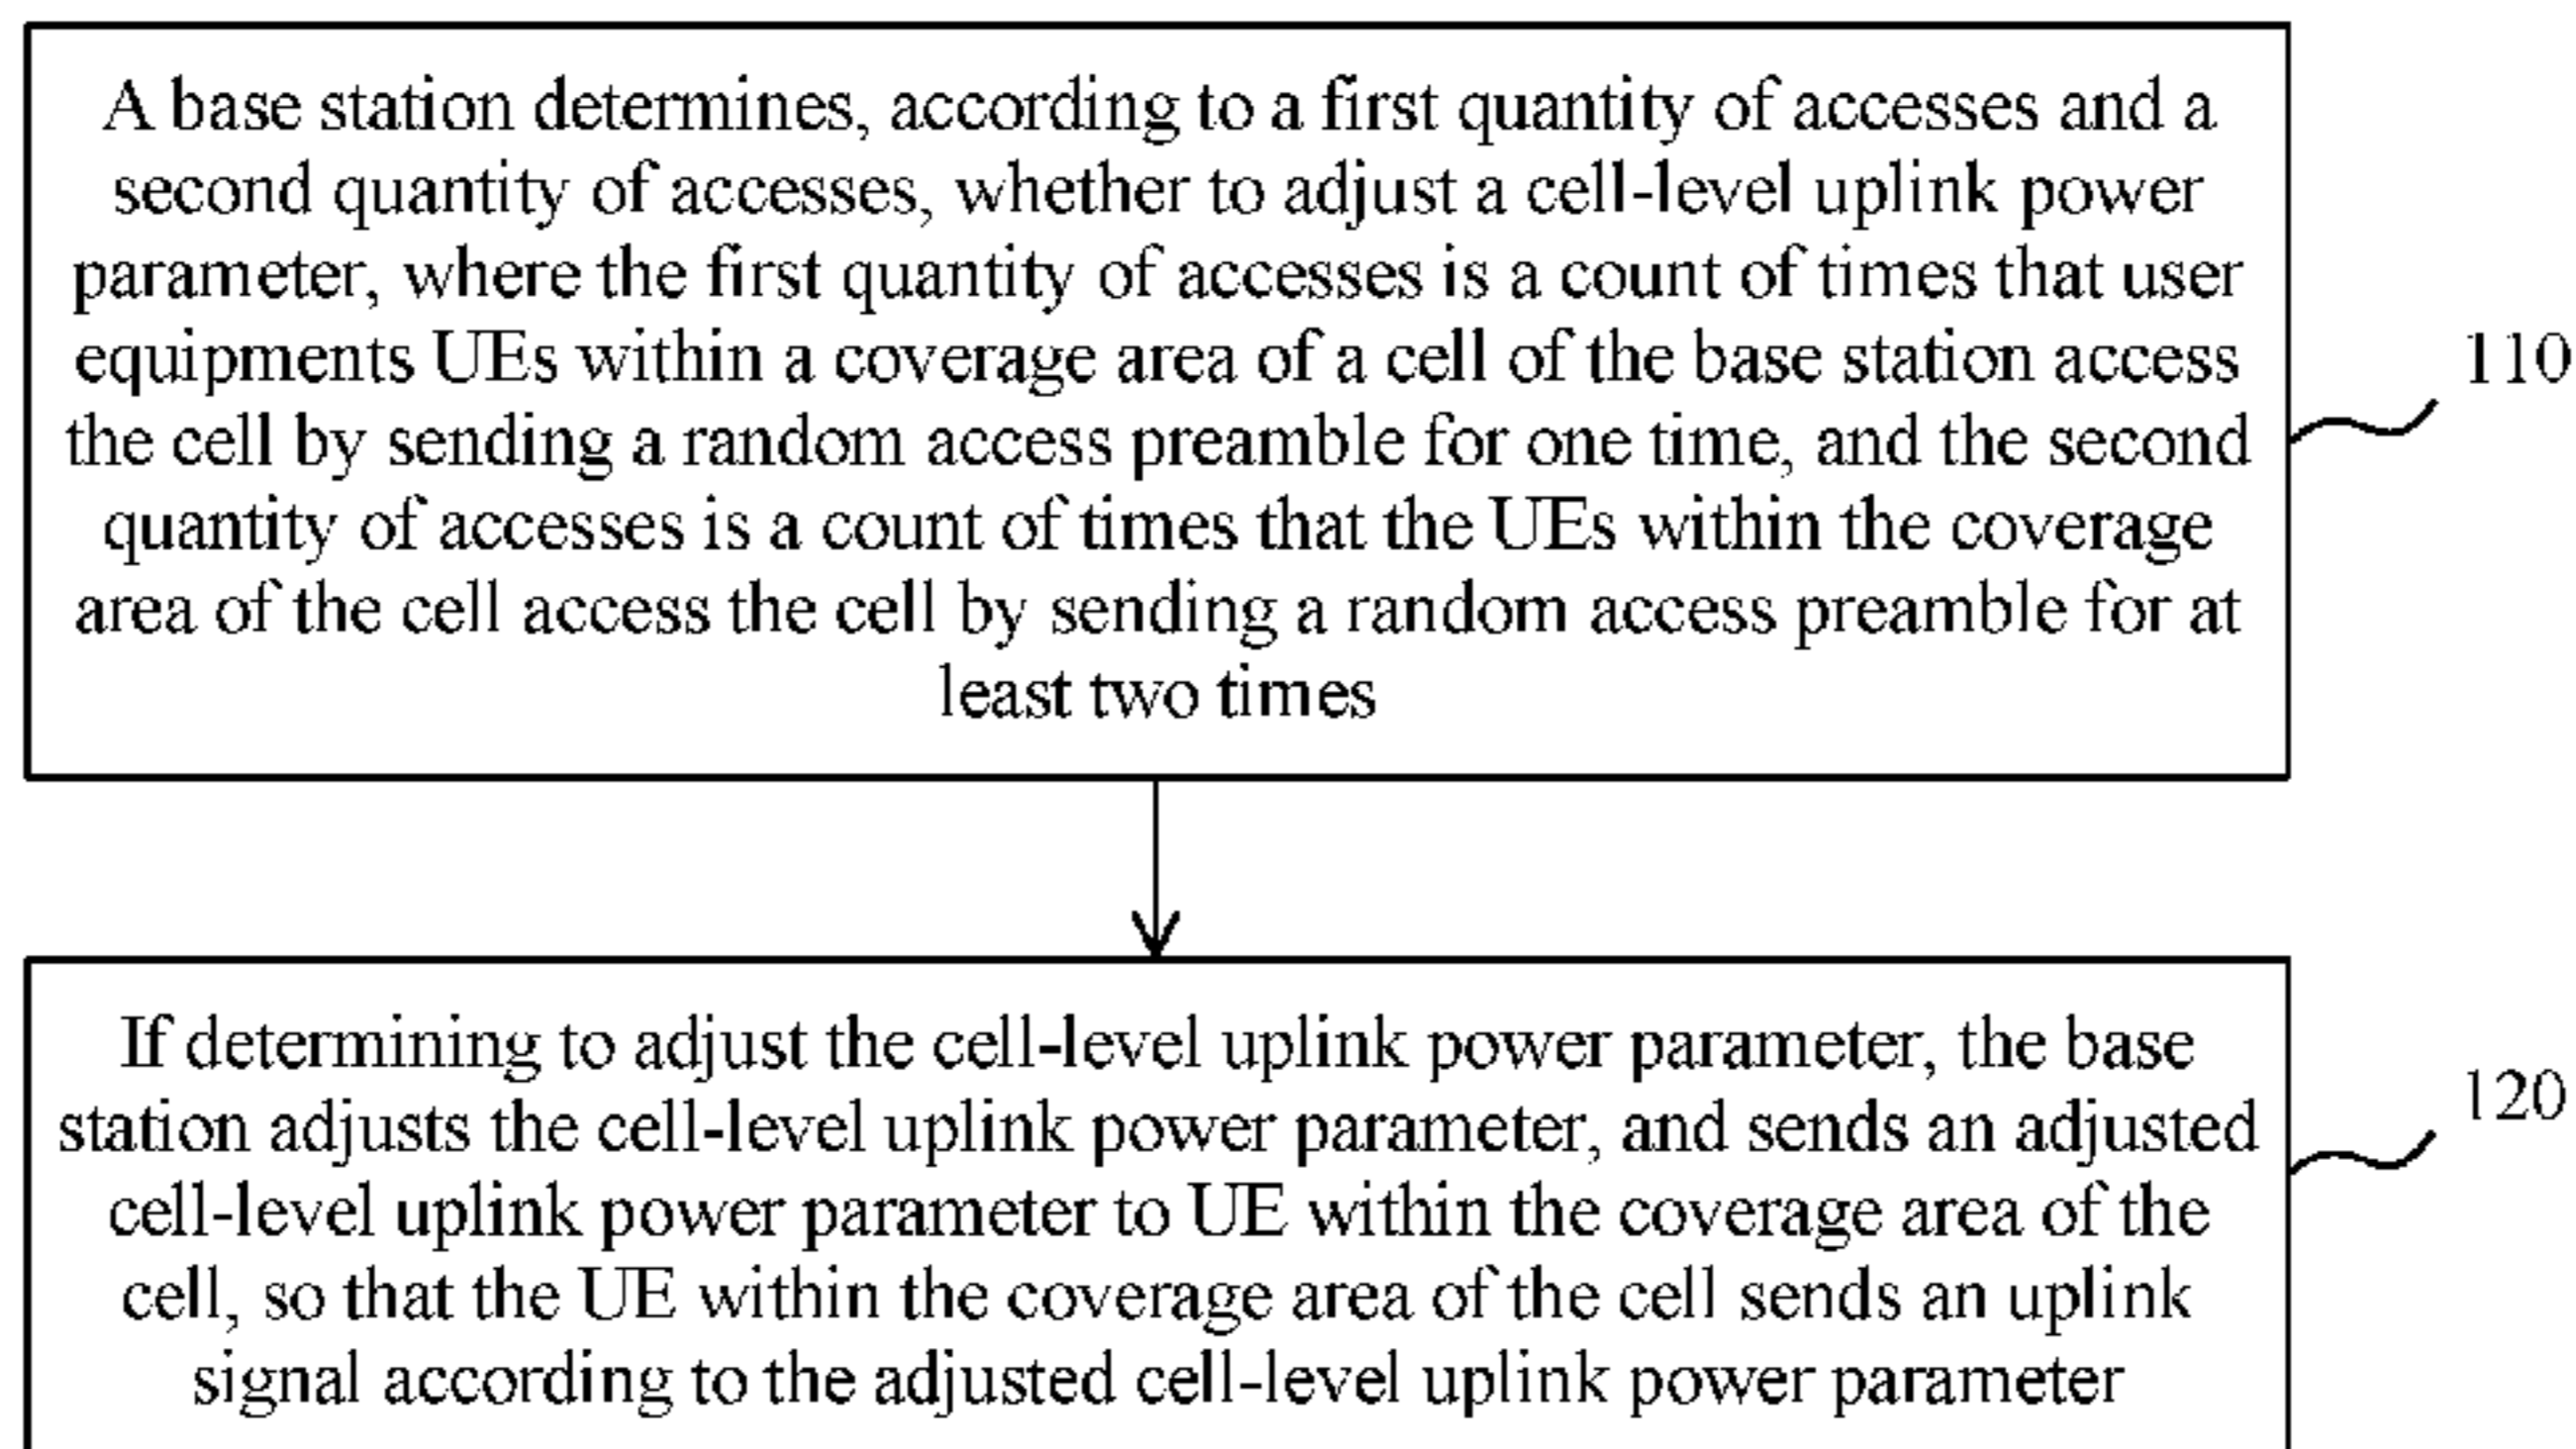 A base station determines, according to a first quantity of accesses and a
second quantity of accesses, whether to adjust a cell-level uplink power
parameter, where the first quantity of accesses is a count of times that user
equipments UEs within a coverage area of a cell of the base station access
the cell by sending a random access preamble for one time, and the second
quantity of accesses is a count of times that the UEs within the coverage
area of the cell access the cell by sending a random access preamble for at
least two times
110
If determining to adjust the cell-level uplink power parameter, the base
station adjusts the cell-level uplink power parameter, and sends an adjusted
cell-level uplink power parameter to UE within the coverage area of the
cell, so that the UE within the coverage area of the cell sends an uplink
signal according to the adjusted cell-level uplink power parameter
120